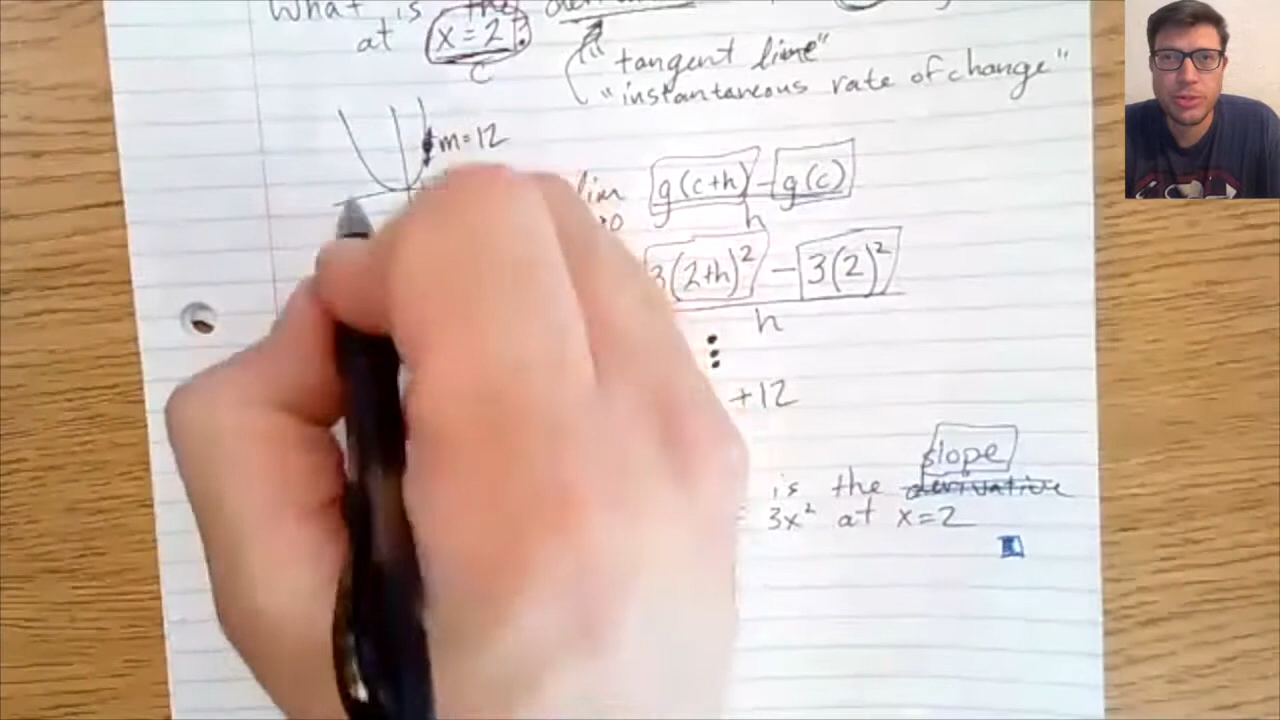 What is the
at x=2?
c
"tangent line"
"instantaneous rate of change"
m=12
lim g(c+h) - g(c)
h
3(2+h)² - 3(2)²
h
⋮
+12
slope
is the derivative
3x² at x=2